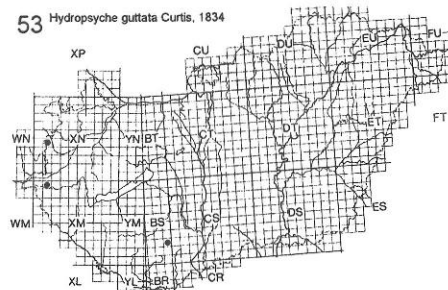 53 Hydropsyche guttata Curtis, 1834
XP CU DU EU FU
WN XN YN BT CT DT ET FT
WM XM YM BS CS DS ES
XL YL BR CR